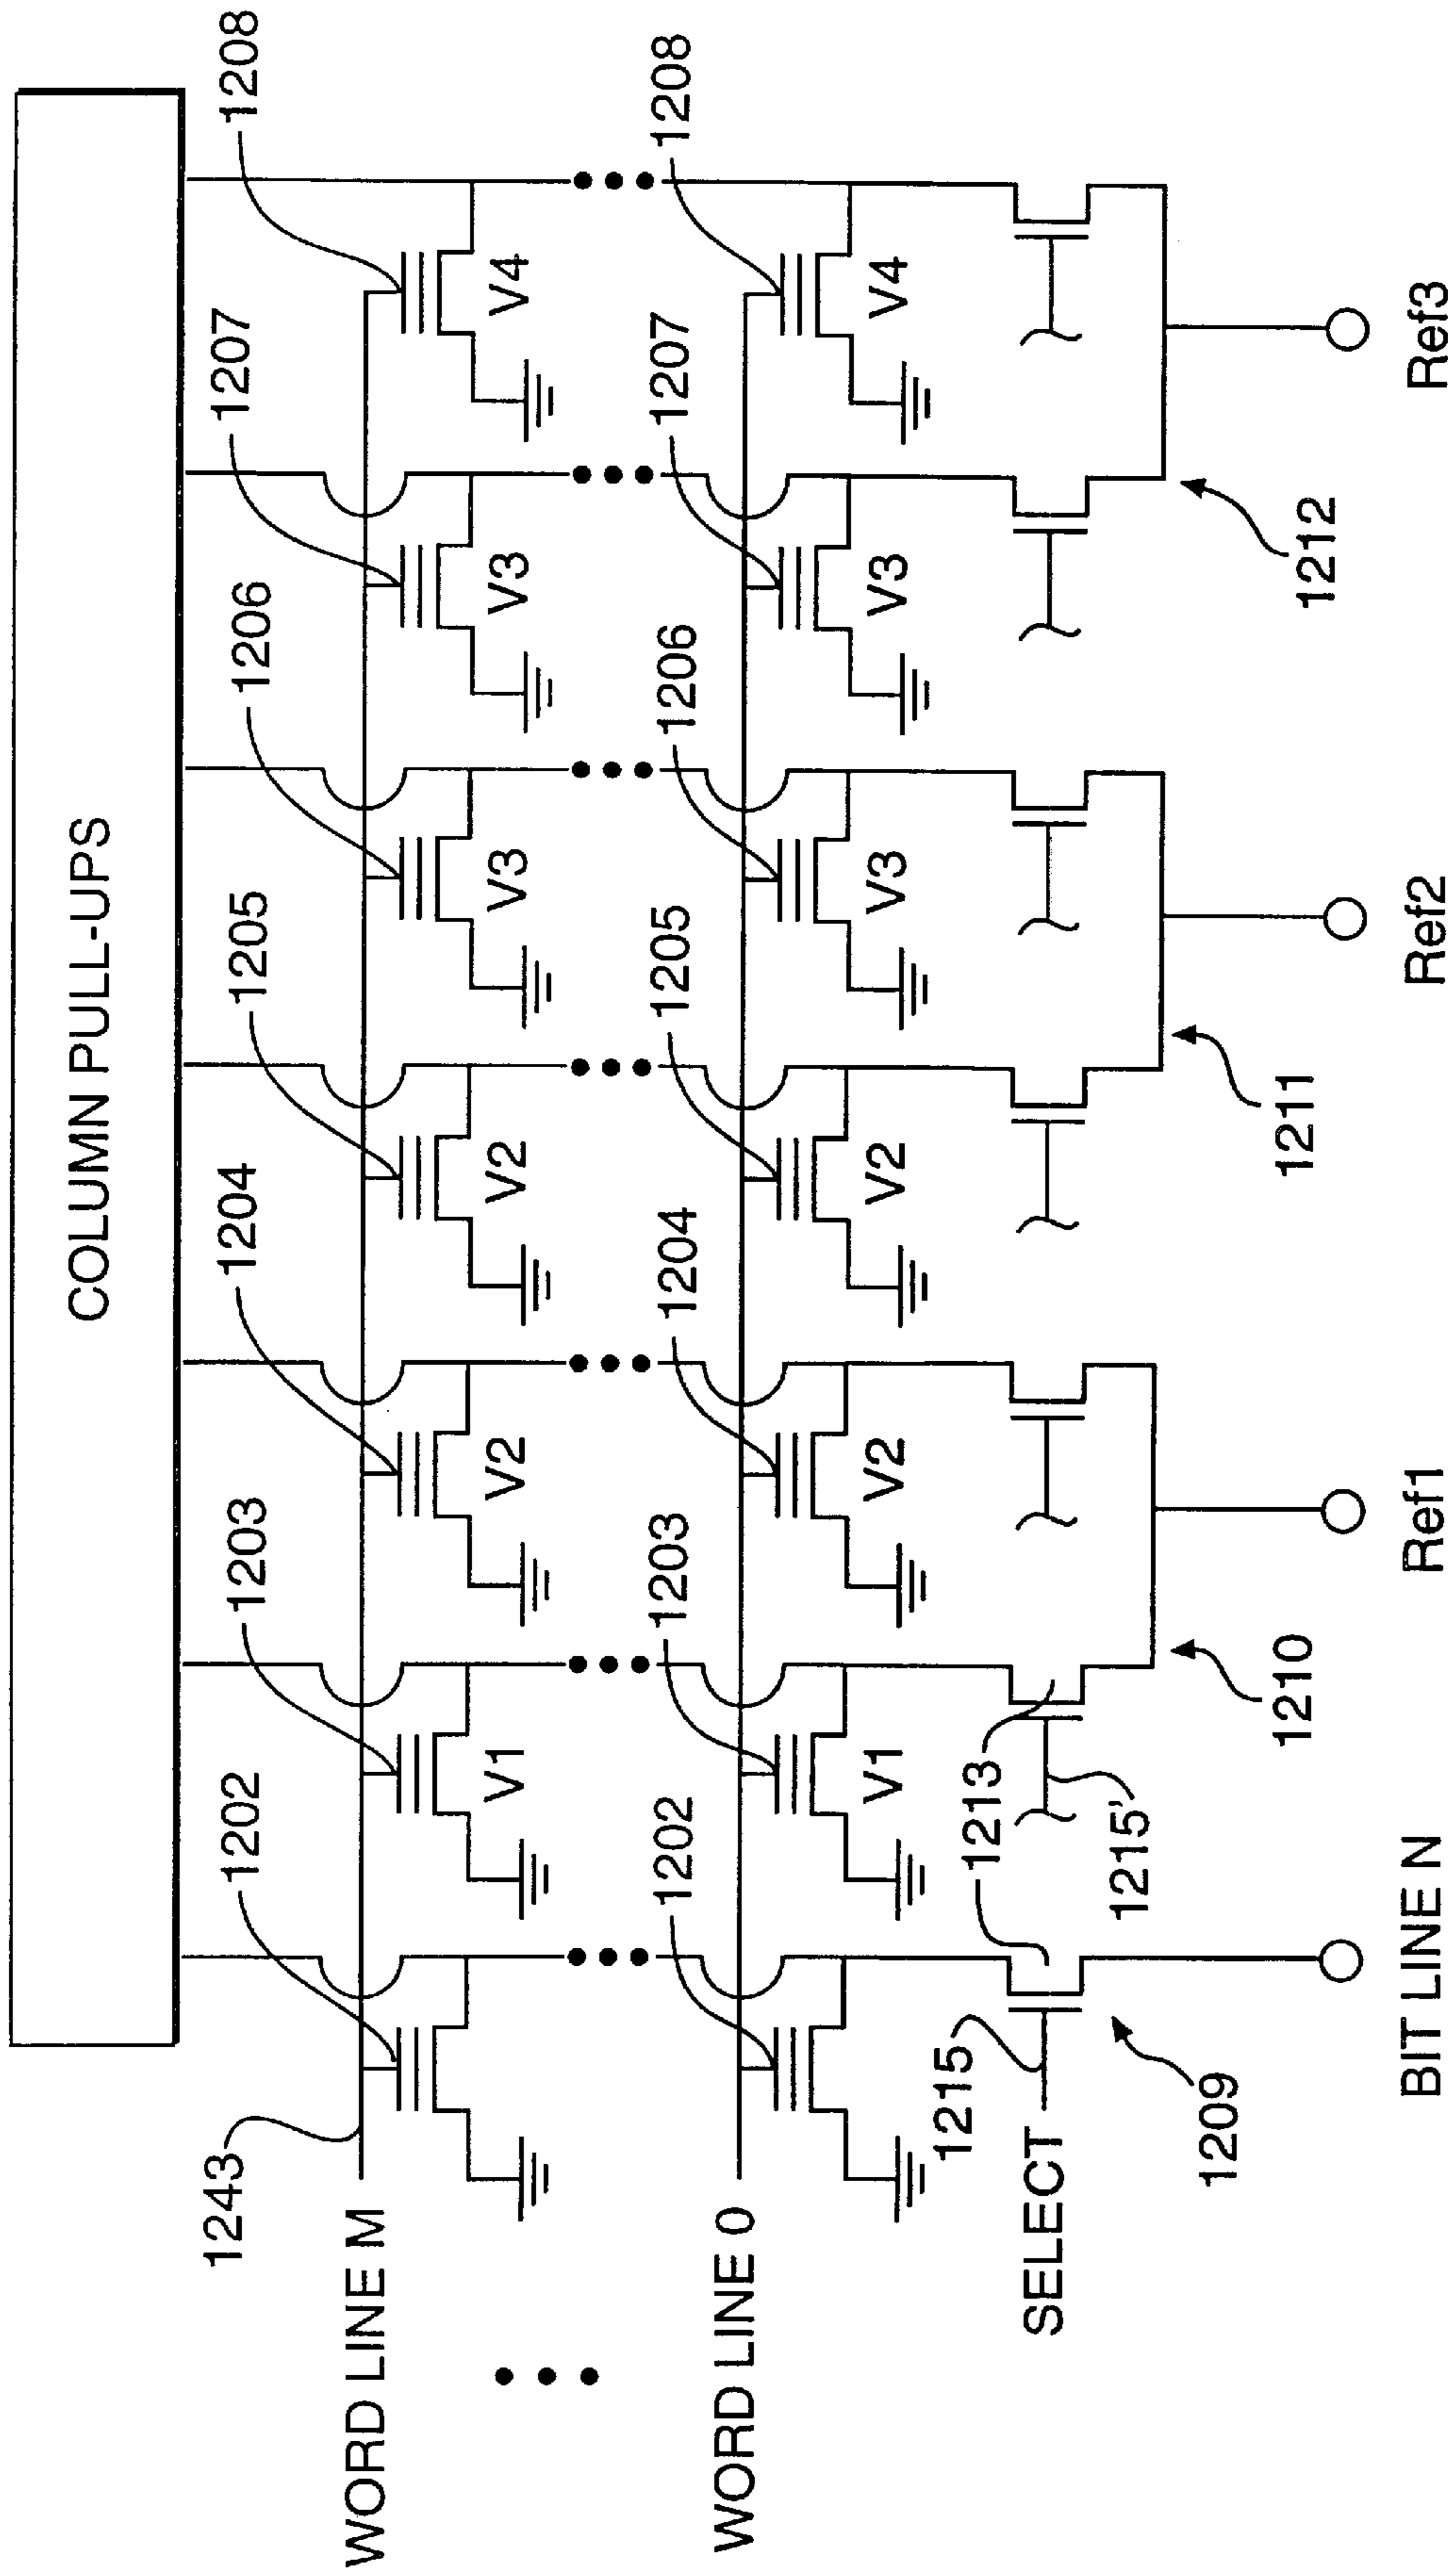 COLUMN PULL-UPS
1243
1202
1203
1204
1205
1206
1207
1208
WORD LINE M
V1
V2
V2
V3
V3
V4
1202
1203
1204
1205
1206
1207
1208
WORD LINE 0
V1
V2
V2
V3
V3
V4
1215
1213
SELECT
1215'
1209
1210
1211
1212
BIT LINE N
Ref1
Ref2
Ref3